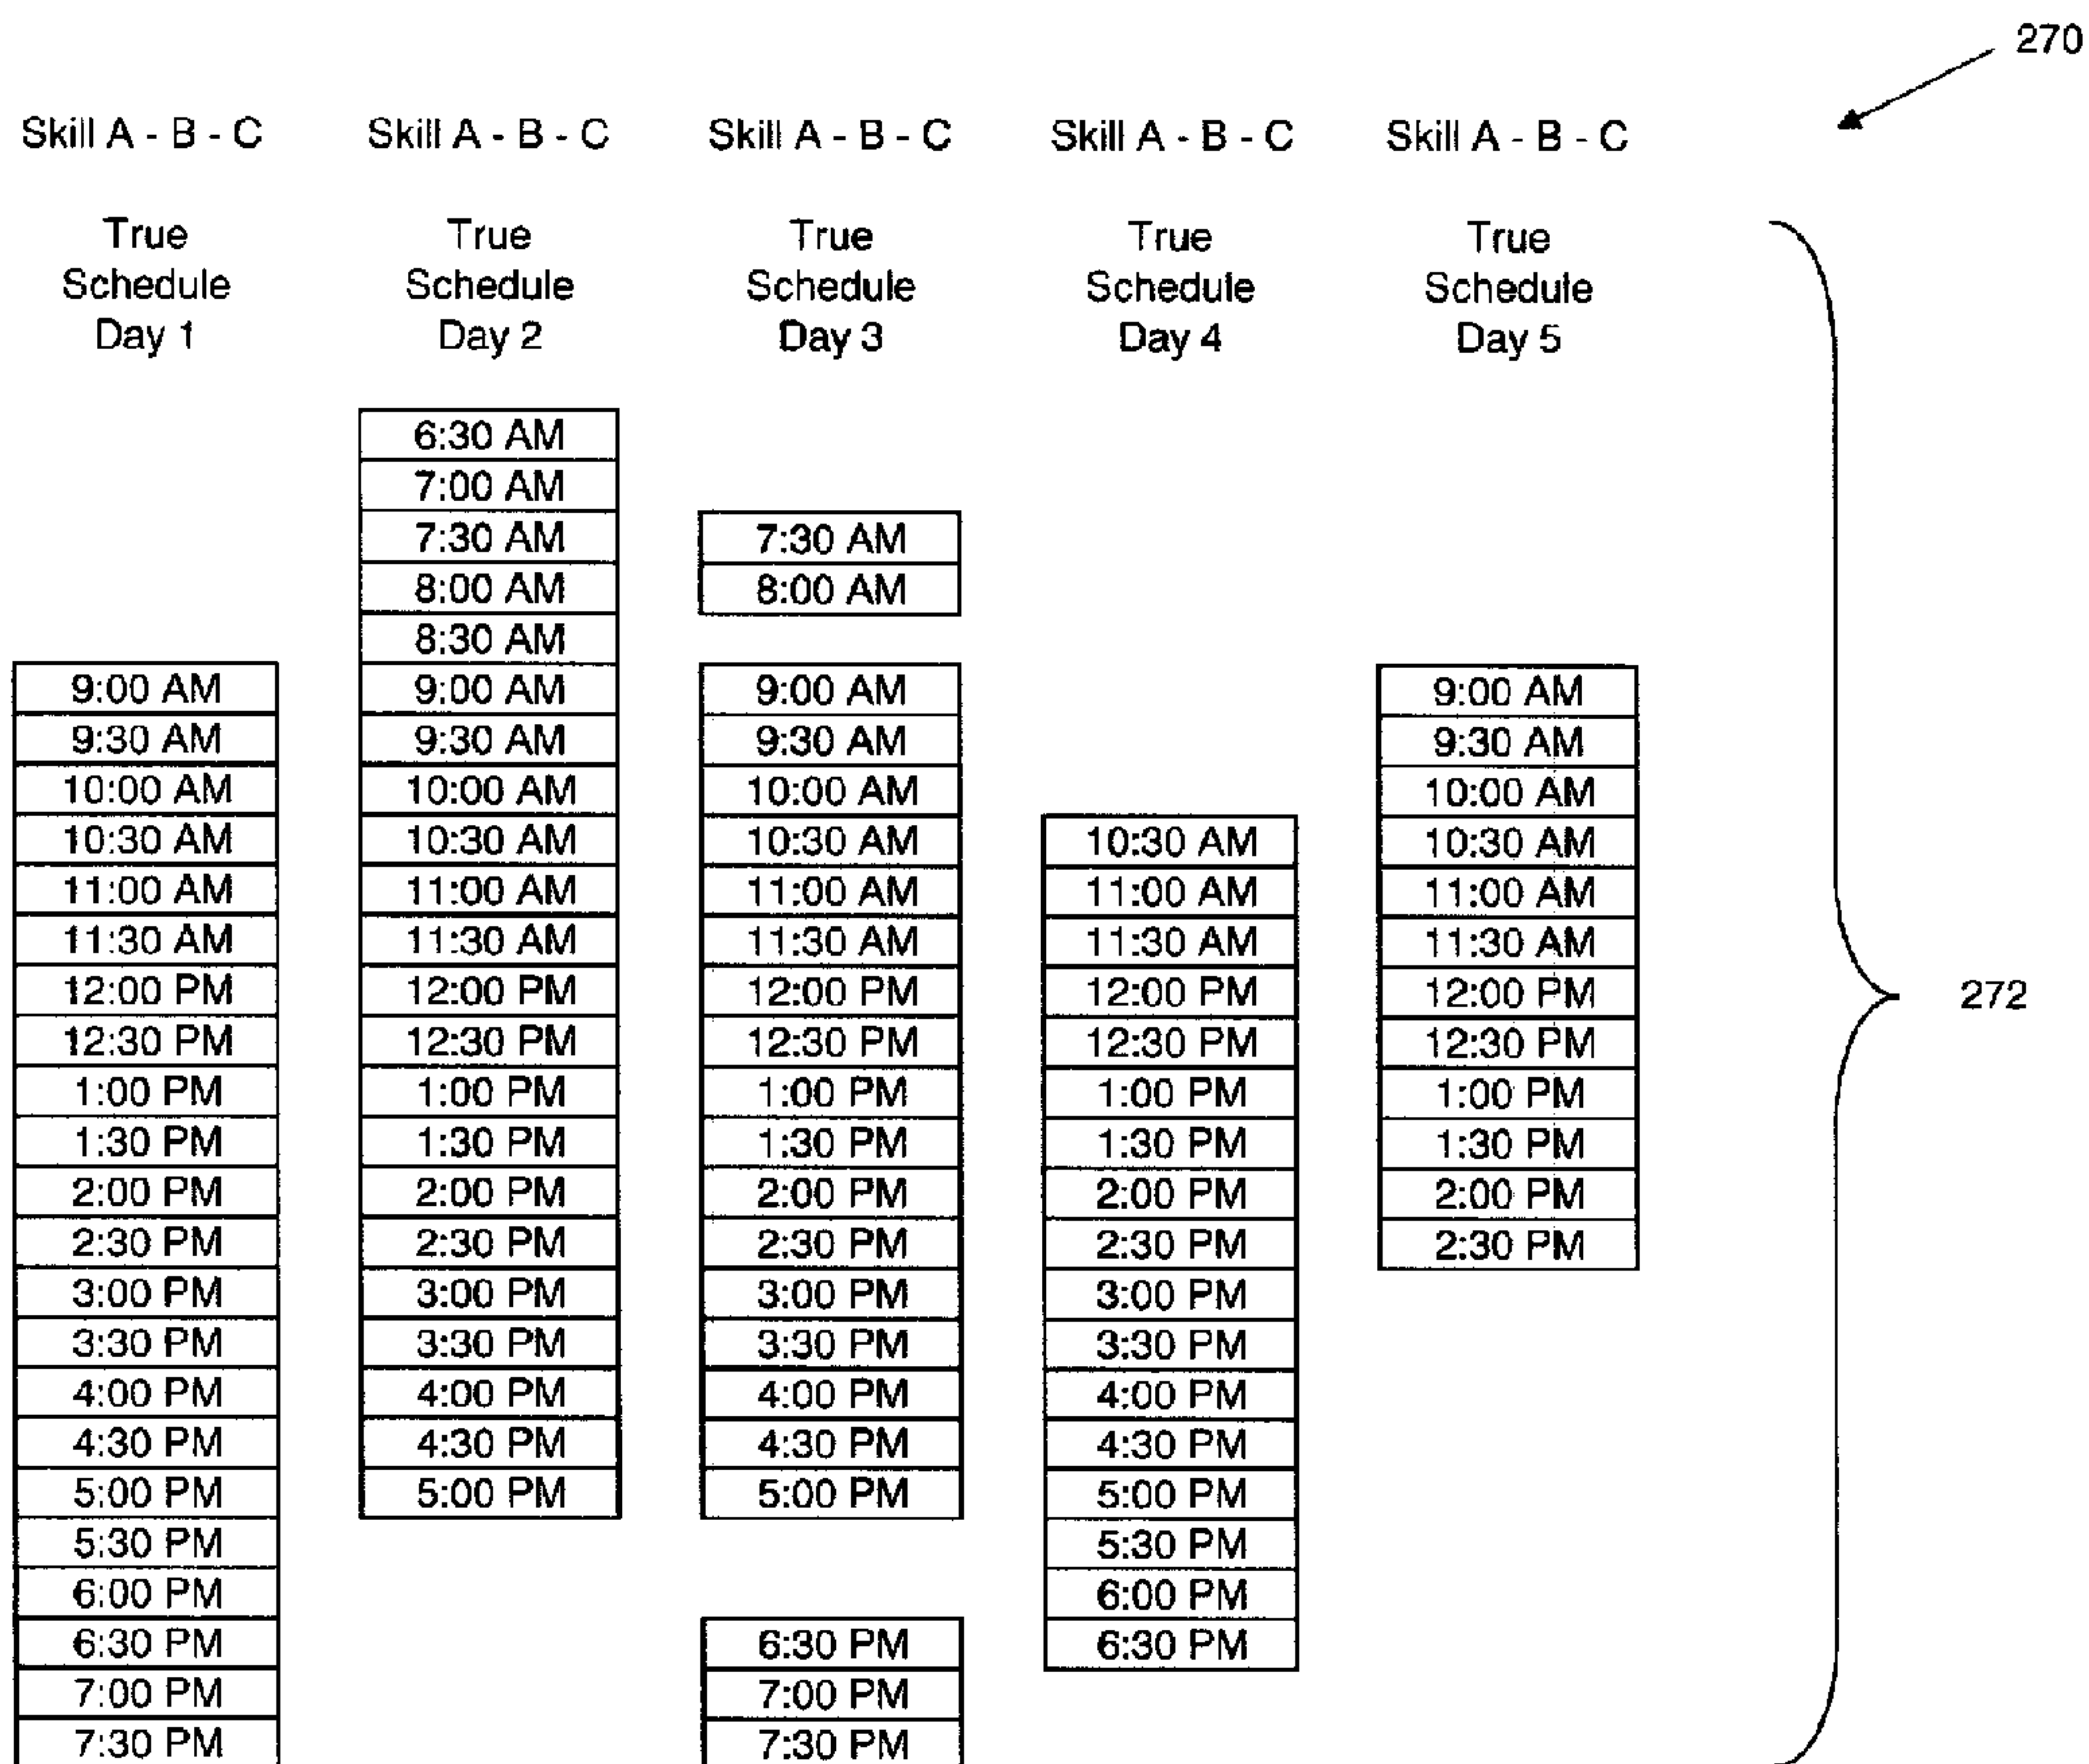 270
Skill A - B - C Skill A - B - C Skill A - B - C Skill A - B - C Skill A - B - C
True True True True True
Schedule Schedule Schedule Schedule Schedule
Day 1 Day 2 Day 3 Day 4 Day 5
6:30 AM
7:00 AM
7:30 AM 7:30 AM
8:00 AM 8:00 AM
8:30 AM
9:00 AM 9:00 AM 9:00 AM 9:00 AM
9:30 AM 9:30 AM 9:30 AM 9:30 AM
10:00 AM 10:00 AM 10:00 AM 10:00 AM
10:30 AM 10:30 AM 10:30 AM 10:30 AM 10:30 AM
11:00 AM 11:00 AM 11:00 AM 11:00 AM 11:00 AM
11:30 AM 11:30 AM 11:30 AM 11:30 AM 11:30 AM
12:00 PM 12:00 PM 12:00 PM 12:00 PM 12:00 PM
272
12:30 PM 12:30 PM 12:30 PM 12:30 PM 12:30 PM
1:00 PM 1:00 PM 1:00 PM 1:00 PM 1:00 PM
1:30 PM 1:30 PM 1:30 PM 1:30 PM 1:30 PM
2:00 PM 2:00 PM 2:00 PM 2:00 PM 2:00 PM
2:30 PM 2:30 PM 2:30 PM 2:30 PM 2:30 PM
3:00 PM 3:00 PM 3:00 PM 3:00 PM
3:30 PM 3:30 PM 3:30 PM 3:30 PM
4:00 PM 4:00 PM 4:00 PM 4:00 PM
4:30 PM 4:30 PM 4:30 PM 4:30 PM
5:00 PM 5:00 PM 5:00 PM 5:00 PM
5:30 PM 5:30 PM
6:00 PM 6:00 PM
6:30 PM 6:30 PM 6:30 PM
7:00 PM 7:00 PM
7:30 PM 7:30 PM